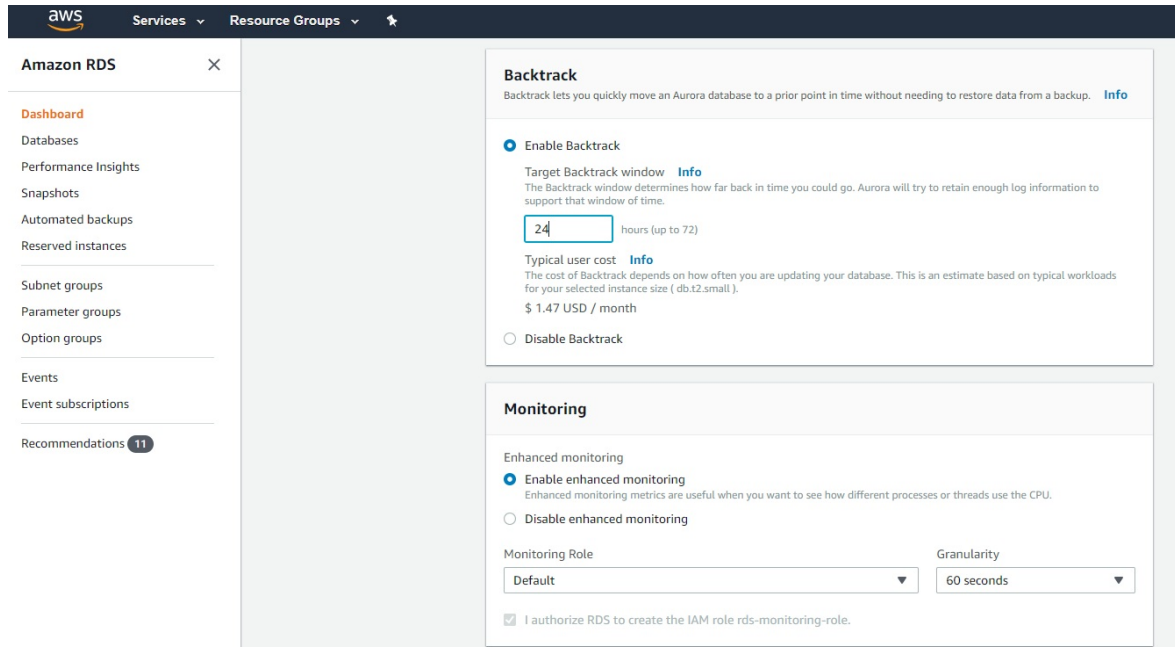 aws
Services
Resource Groups
Amazon RDS
Dashboard
Databases
Performance Insights
Snapshots
Automated backups
Reserved instances
Subnet groups
Parameter groups
Option groups
Events
Event subscriptions
Recommendations 11
Backtrack
Backtrack lets you quickly move an Aurora database to a prior point in time without needing to restore data from a backup. Info
Enable Backtrack
Target Backtrack window Info
The Backtrack window determines how far back in time you could go. Aurora will try to retain enough log information to
support that window of time.
24 hours (up to 72)
Typical user cost Info
The cost of Backtrack depends on how often you are updating your database. This is an estimate based on typical workloads
for your selected instance size ( db.t2.small ).
$ 1.47 USD / month
Disable Backtrack
Monitoring
Enhanced monitoring
Enable enhanced monitoring
Enhanced monitoring metrics are useful when you want to see how different processes or threads use the CPU.
Disable enhanced monitoring
Monitoring Role
Default
Granularity
60 seconds
I authorize RDS to create the IAM role rds-monitoring-role.